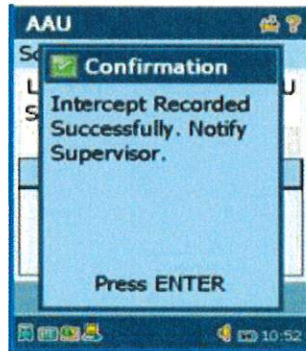 AAU
Confirmation
Intercept Recorded
Successfully. Notify
Supervisor.
Press ENTER
10:52